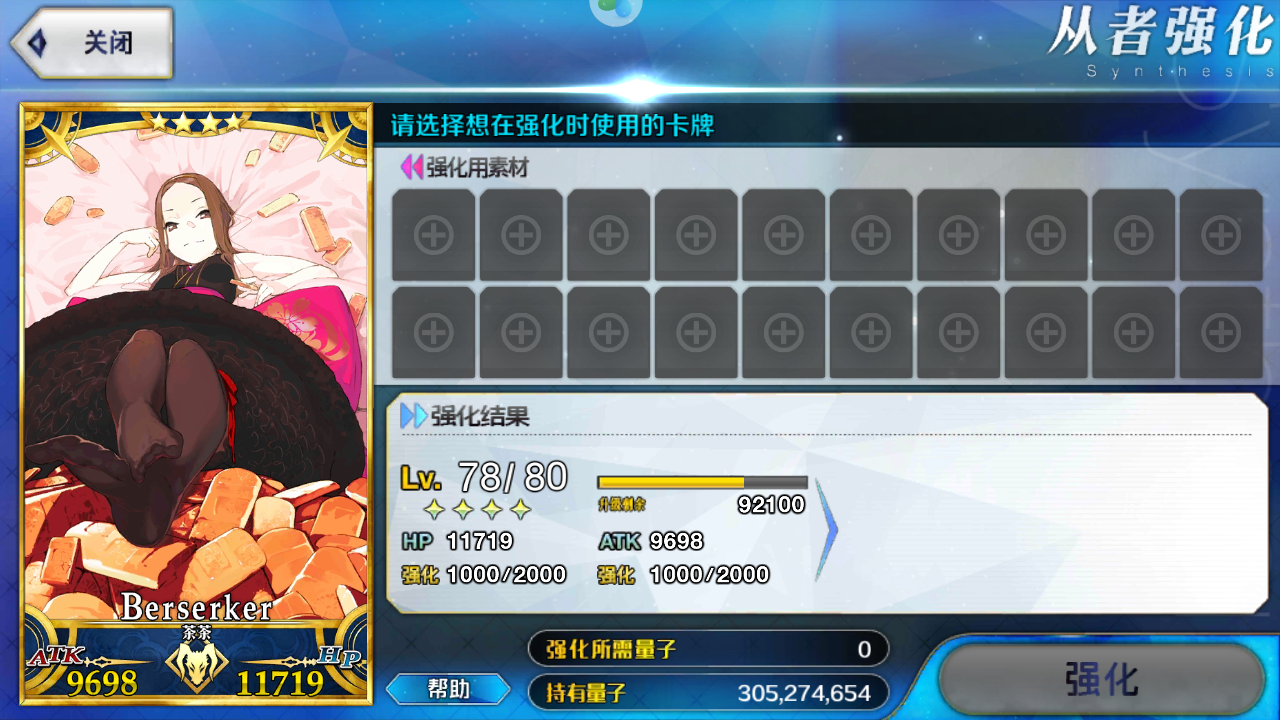 关闭
从者强化
Synthesis
请选择想在强化时使用的卡牌
强化用素材
强化结果
Lv. 78/ 80
升级剩余 92100
HP 11719 ATK 9698
强化 1000/2000 强化 1000/2000
Berserker
茶茶
ATK HP
9698 11719
强化所需量子 0
帮助
持有量子 305,274,654
强化